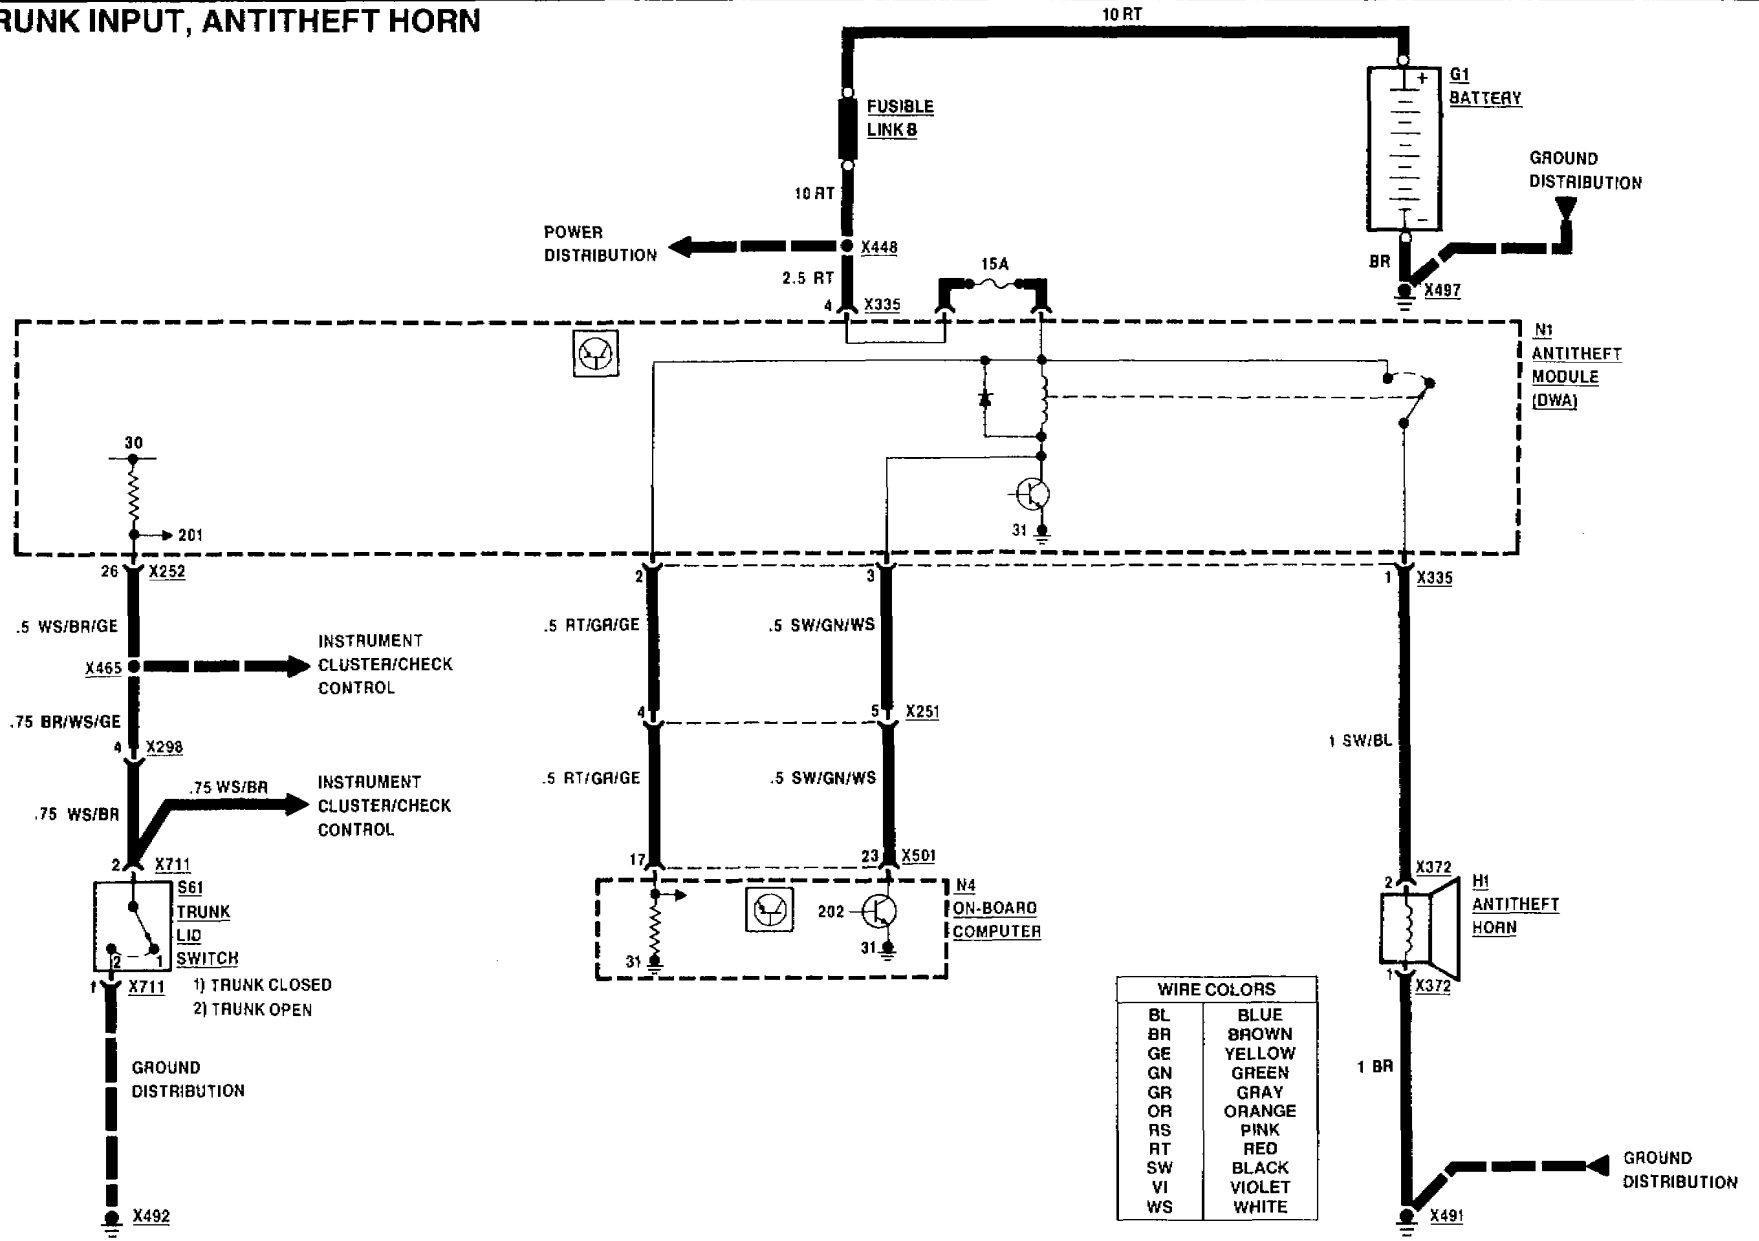 RUNK INPUT, ANTITHEFT HORN
10 RT
G1
BATTERY
+
-
FUSIBLE
LINK B
10 RT
GROUND
DISTRIBUTION
POWER
DISTRIBUTION
X448
2.5 RT
15A
BR
X497
4
X335
N1
ANTITHEFT
MODULE
(DWA)
30
201
31
26
X252
2
3
1
X335
.5 WS/BR/GE
X465
INSTRUMENT
CLUSTER/CHECK
CONTROL
.5 RT/GR/GE
.5 SW/GN/WS
.75 BR/WS/GE
4
X298
4
5
X251
1 SW/BL
INSTRUMENT
CLUSTER/CHECK
CONTROL
.75 WS/BR
.75 WS/BR
.5 RT/GR/GE
.5 SW/GN/WS
2
X711
17
23
X501
X372
2
S61
TRUNK
LID
SWITCH
2
1
N4
ON-BOARD
COMPUTER
202
31
31
H1
ANTITHEFT
HORN
1
X711
1) TRUNK CLOSED
2) TRUNK OPEN
1
X372
GROUND
DISTRIBUTION
WIRE COLORS
BL BLUE
BR BROWN
GE YELLOW
GN GREEN
GR GRAY
OR ORANGE
RS PINK
RT RED
SW BLACK
VI VIOLET
WS WHITE
1 BR
GROUND
DISTRIBUTION
X492
X491